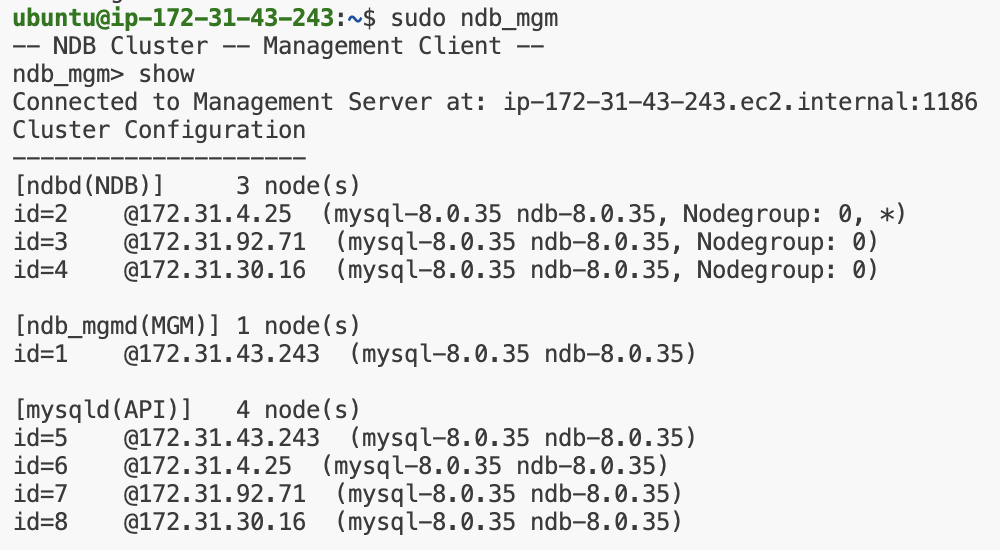 ubuntu@ip-172-31-43-243:~$ sudo ndb_mgm
-- NDB Cluster -- Management Client --
ndb_mgm> show
Connected to Management Server at: ip-172-31-43-243.ec2.internal:1186
Cluster Configuration
---------------------
[ndbd(NDB)]     3 node(s)
id=2    @172.31.4.25  (mysql-8.0.35 ndb-8.0.35, Nodegroup: 0, *)
id=3    @172.31.92.71  (mysql-8.0.35 ndb-8.0.35, Nodegroup: 0)
id=4    @172.31.30.16  (mysql-8.0.35 ndb-8.0.35, Nodegroup: 0)

[ndb_mgmd(MGM)] 1 node(s)
id=1    @172.31.43.243  (mysql-8.0.35 ndb-8.0.35)

[mysqld(API)]   4 node(s)
id=5    @172.31.43.243  (mysql-8.0.35 ndb-8.0.35)
id=6    @172.31.4.25  (mysql-8.0.35 ndb-8.0.35)
id=7    @172.31.92.71  (mysql-8.0.35 ndb-8.0.35)
id=8    @172.31.30.16  (mysql-8.0.35 ndb-8.0.35)